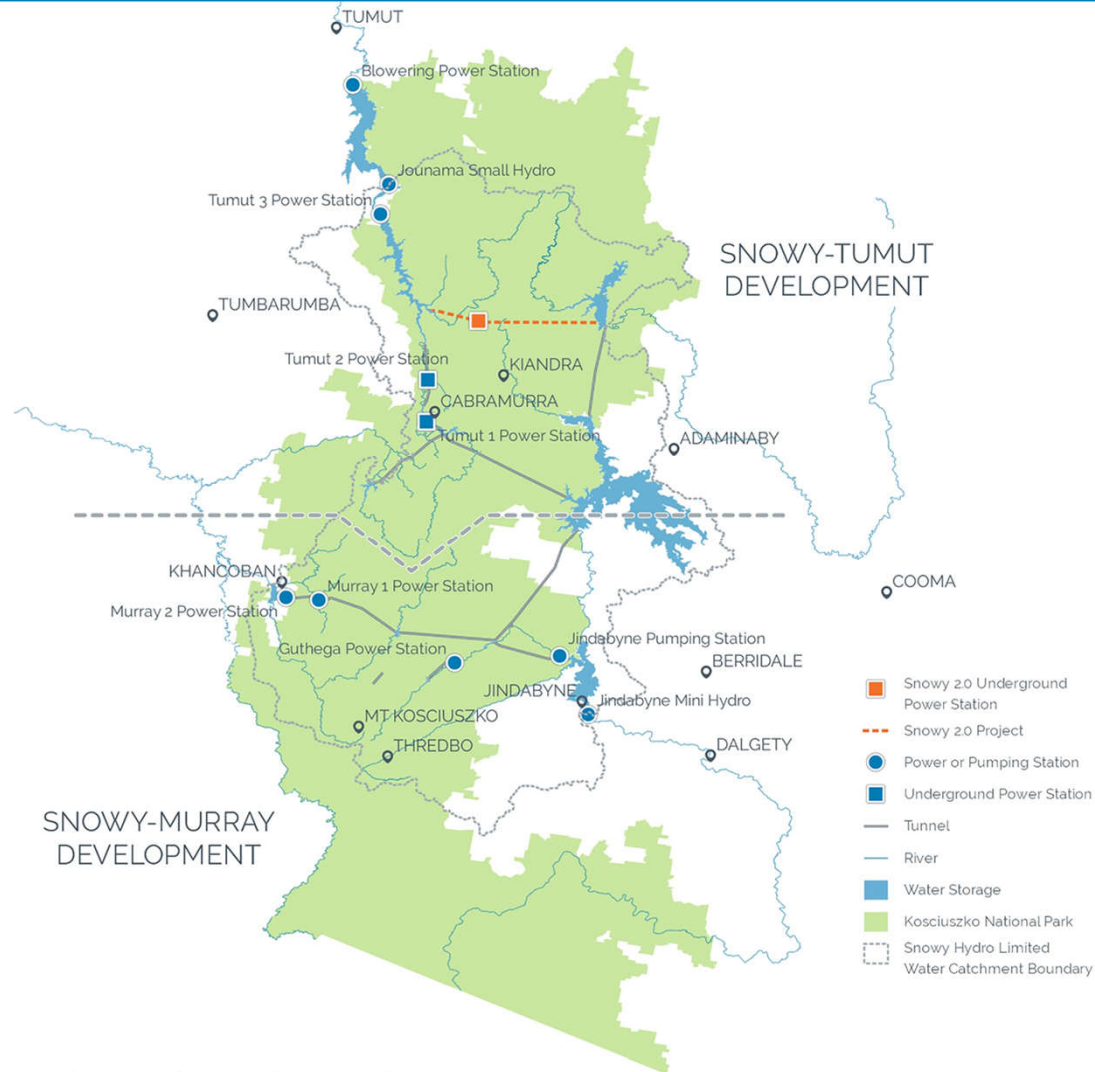 TUMUT
Blowering Power Station
Jounama Small Hydro
Tumut 3 Power Station
SNOWY-TUMUT
DEVELOPMENT
TUMBARUMBA
Tumut 2 Power Station
KIANDRA
CABRAMURRA
Tumut 1 Power Station
ADAMINABY
KHANCOBAN
COOMA
Murray 1 Power Station
Murray 2 Power Station
Jindabyne Pumping Station
Guthega Power Station
BERRIDALE
JINDABYNE
Jindabyne Mini Hydro
MT KOSCIUSZKO
THREDBO
DALGETY
SNOWY-MURRAY
DEVELOPMENT
Snowy 2.0 Underground
Power Station
Snowy 2.0 Project
Power or Pumping Station
Underground Power Station
Tunnel
River
Water Storage
Kosciuszko National Park
Snowy Hydro Limited
Water Catchment Boundary